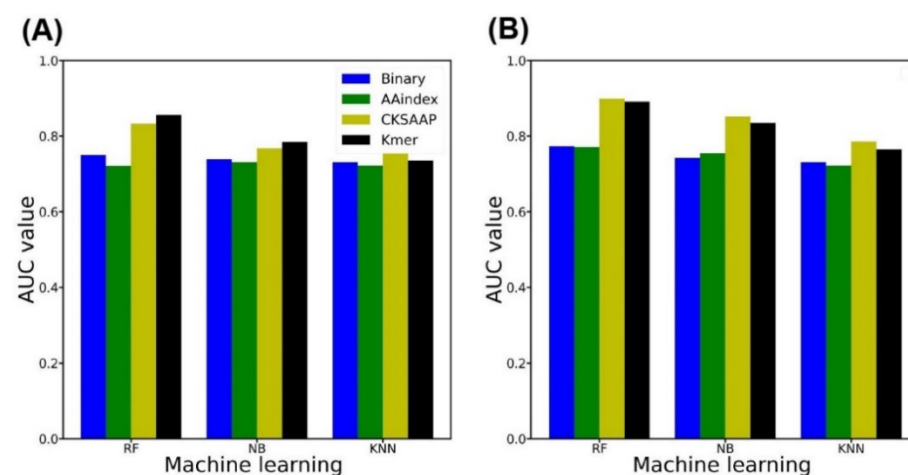 (A)
(B)
1.0
0.8
0.6
0.4
0.2
0.0
AUC value
Binary
AAindex
CKSAAP
Kmer
RF
NB
KNN
Machine learning
1.0
0.8
0.6
0.4
0.2
0.0
AUC value
RF
NB
KNN
Machine learning